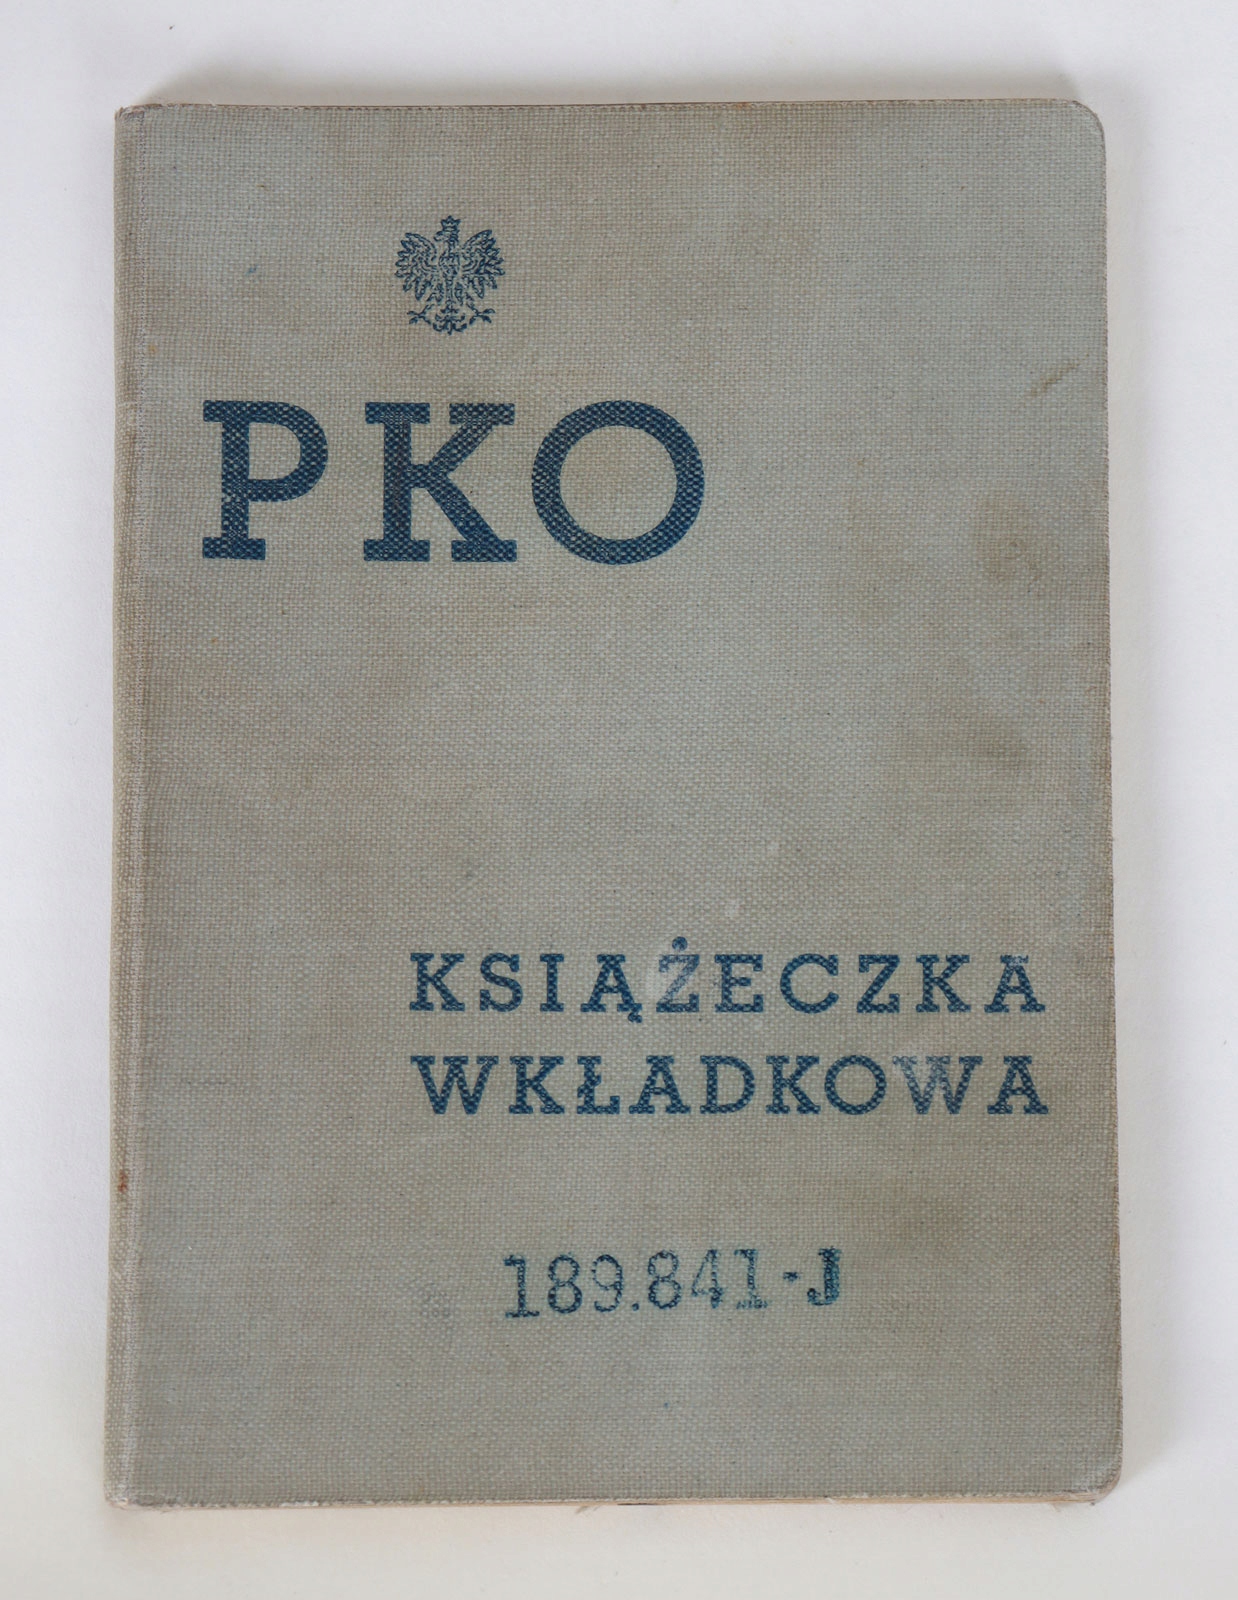 PKO
KSIĄŻECZKA
WKŁADKOWA
189.841-J